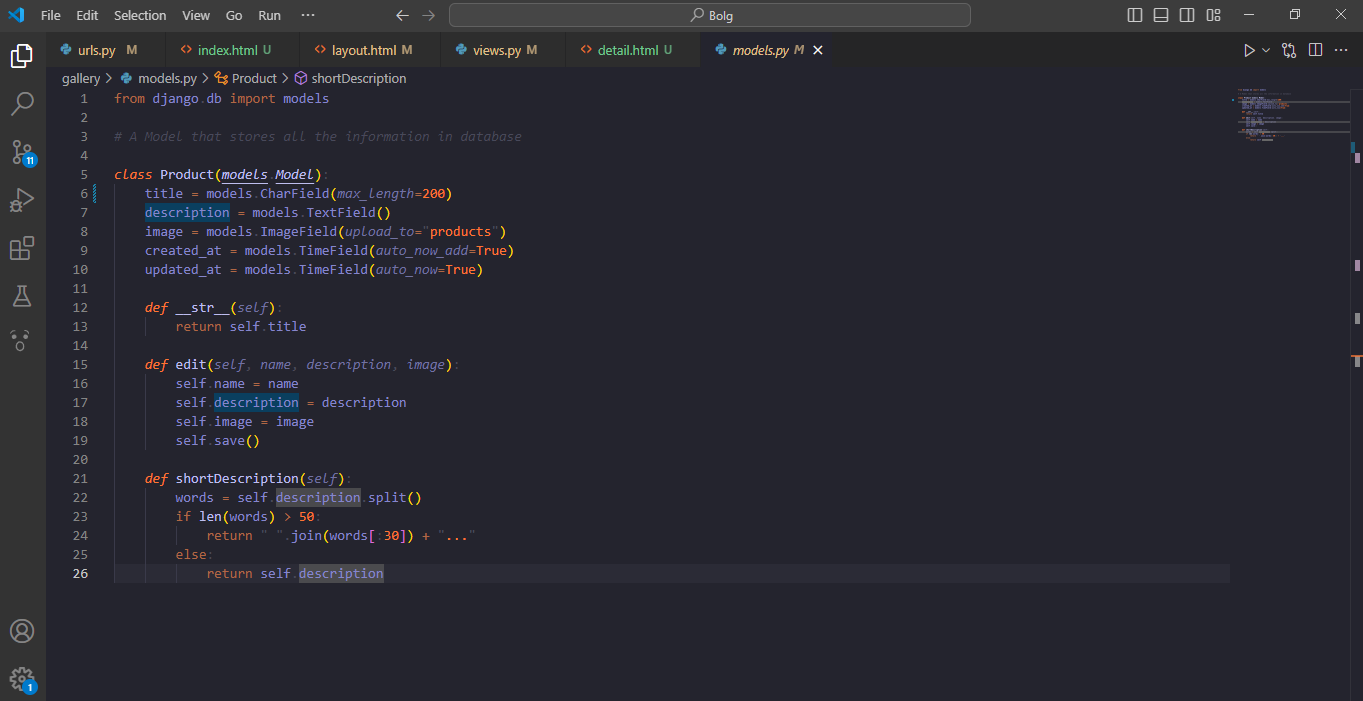 File Edit Selection View Go Run ··· ← → Bolg
urls.py M index.html U layout.html M views.py M detail.html U models.py M
gallery > models.py > Product > shortDescription
1 from django.db import models
2
3 # A Model that stores all the information in database
4
5 class Product(models.Model):
6 title = models.CharField(max_length=200)
7 description = models.TextField()
8 image = models.ImageField(upload_to="products")
9 created_at = models.TimeField(auto_now_add=True)
10 updated_at = models.TimeField(auto_now=True)
11
12 def __str__(self):
13 return self.title
14
15 def edit(self, name, description, image):
16 self.name = name
17 self.description = description
18 self.image = image
19 self.save()
20
21 def shortDescription(self):
22 words = self.description.split()
23 if len(words) > 50:
24 return " ".join(words[:30]) + "..."
25 else:
26 return self.description
11
1